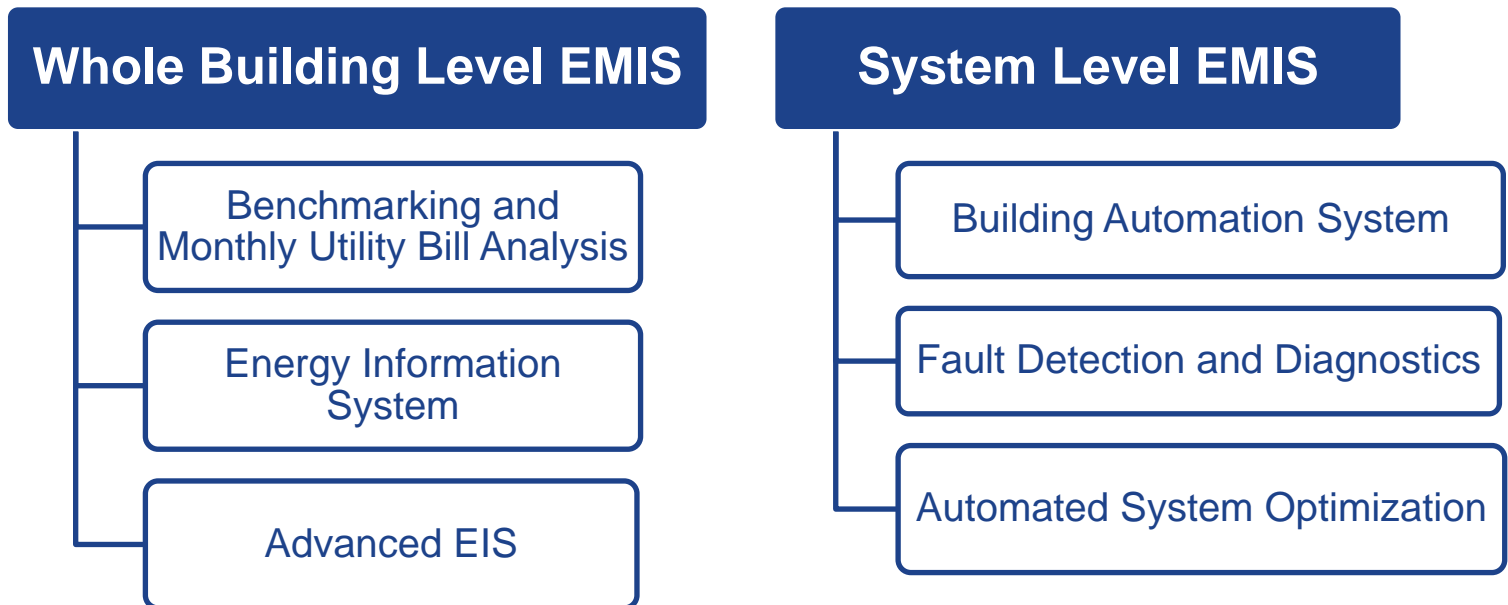 Whole Building Level EMIS
Benchmarking and
Monthly Utility Bill Analysis
Energy Information
System
Advanced EIS
System Level EMIS
Building Automation System
Fault Detection and Diagnostics
Automated System Optimization